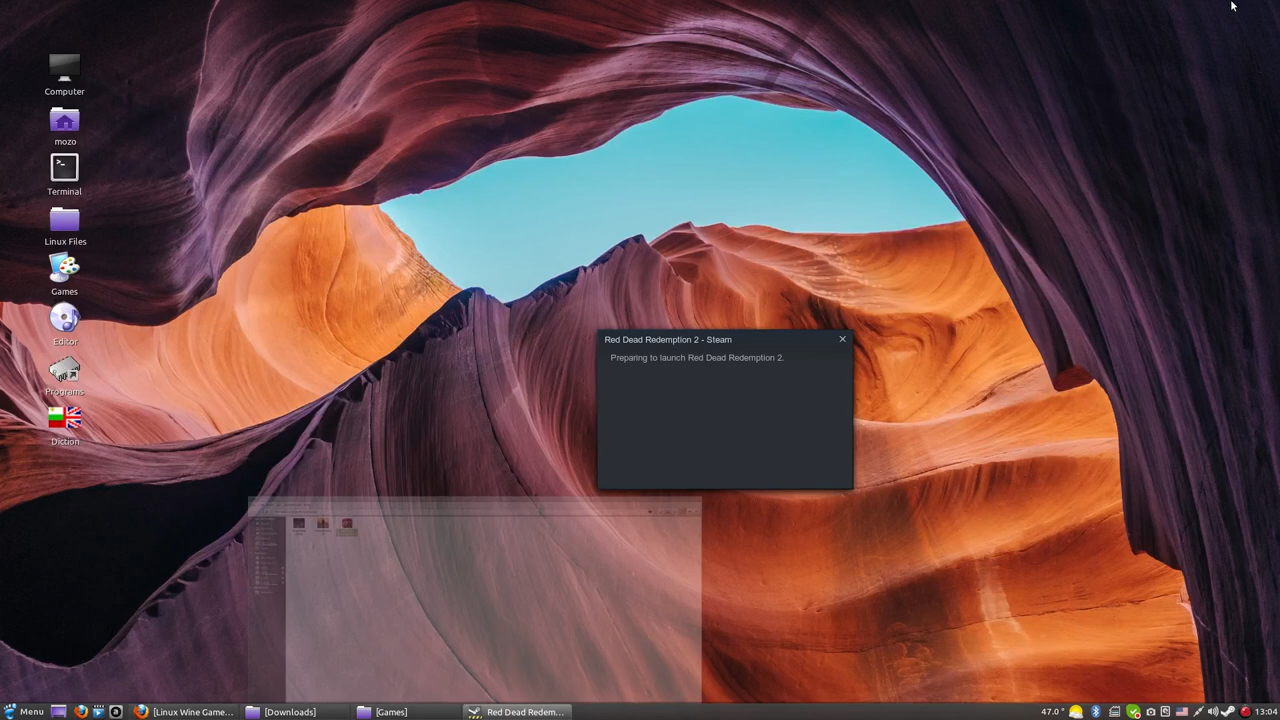 Computer
mozo
Terminal
Linux Files
Games
Editor
Programs
Diction
Red Dead Redemption 2 - Steam
Preparing to launch Red Dead Redemption 2.
Menu
[Linux Wine Game...
[Downloads]
[Games]
Red Dead Redem...
47.0 °
13:04